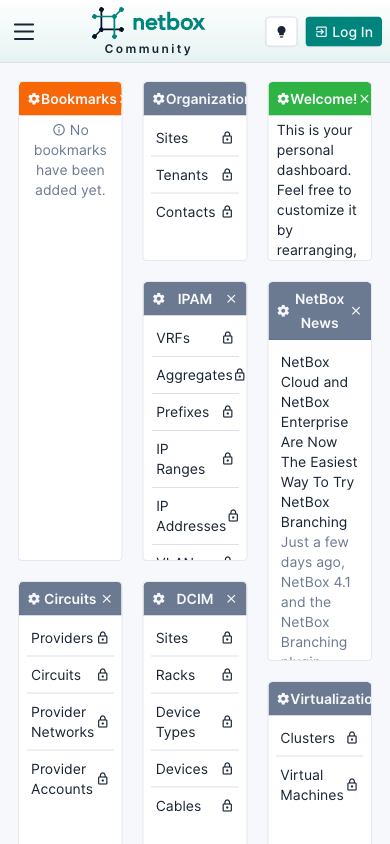 netbox
Community
Log In
Bookmarks
No
bookmarks
have been
added yet.
Organization
Sites
Tenants
Contacts
Welcome!
This is your
personal
dashboard.
Feel free to
customize it
by
rearranging,
IPAM
VRFs
Aggregates
Prefixes
IP
Ranges
IP
Addresses
NetBox
News
NetBox
Cloud and
NetBox
Enterprise
Are Now
The Easiest
Way To Try
NetBox
Branching
Just a few
days ago,
NetBox 4.1
and the
NetBox
Branching
plugin
Circuits
Providers
Circuits
Provider
Networks
Provider
Accounts
DCIM
Sites
Racks
Device
Types
Devices
Cables
Virtualizatio
Clusters
Virtual
Machines